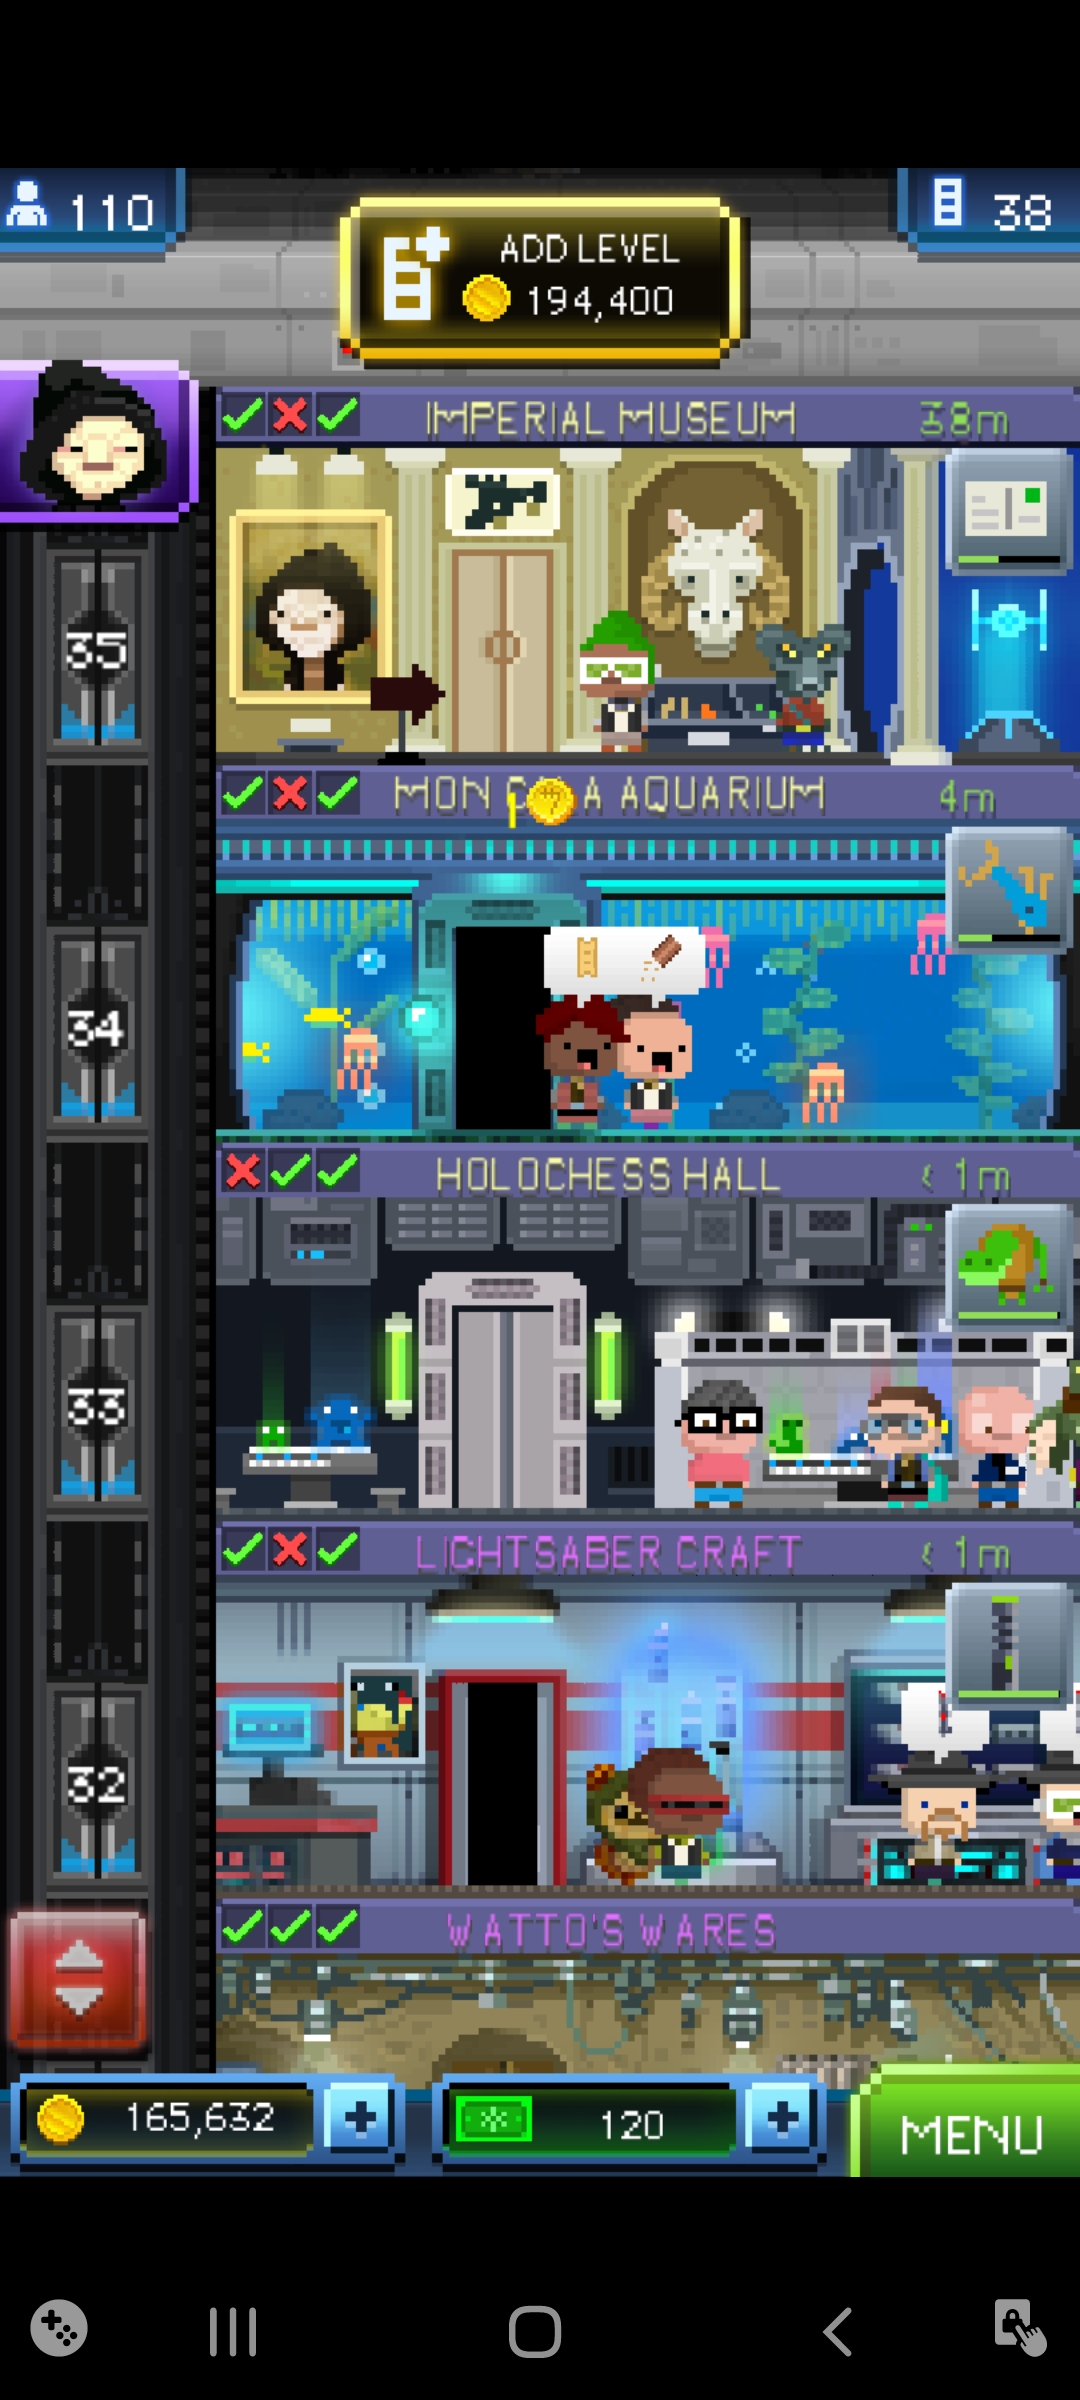 110
38
ADD LEVEL
194,400
IMPERIAL MUSEUM
38m
35
MON A AQUARIUM
4m
34
HOLOCHESS HALL
< 1m
33
LIGHTSABER CRAFT
< 1m
32
WATTO'S WARES
165,632
120
MENU